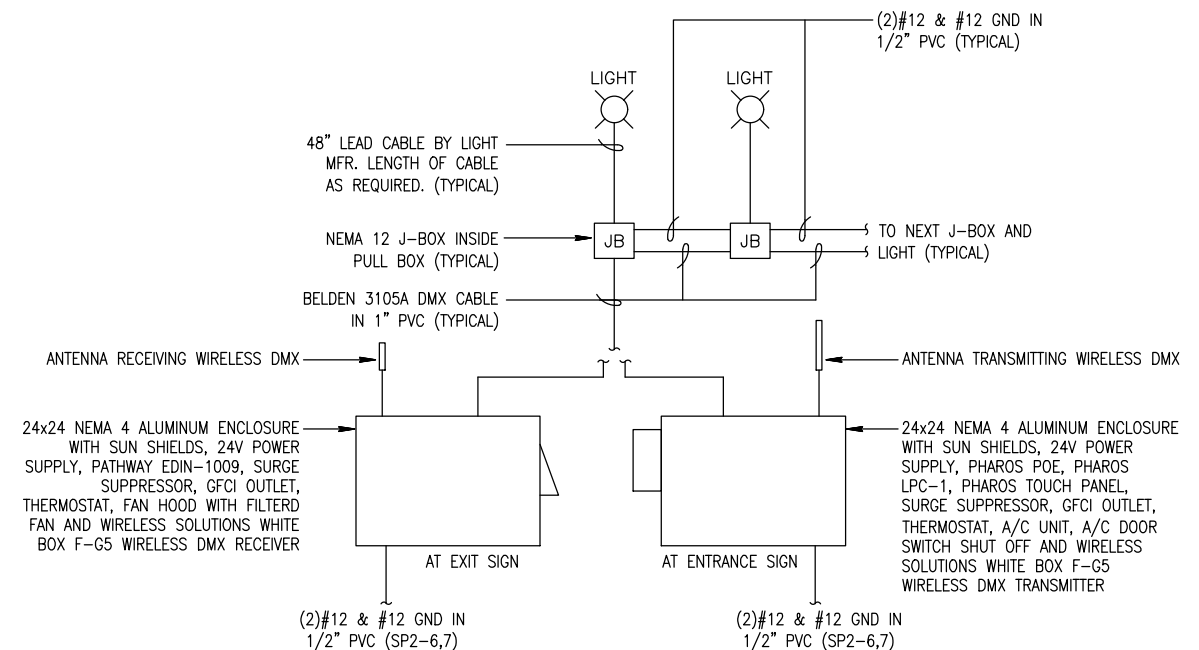 (2)#12 & #12 GND IN
1/2" PVC (TYPICAL)
LIGHT
LIGHT
48" LEAD CABLE BY LIGHT
MFR. LENGTH OF CABLE
AS REQUIRED. (TYPICAL)
NEMA 12 J-BOX INSIDE
PULL BOX (TYPICAL)
JB
JB
TO NEXT J-BOX AND
LIGHT (TYPICAL)
BELDEN 3105A DMX CABLE
IN 1" PVC (TYPICAL)
ANTENNA RECEIVING WIRELESS DMX
ANTENNA TRANSMITTING WIRELESS DMX
24x24 NEMA 4 ALUMINUM ENCLOSURE
WITH SUN SHIELDS, 24V POWER
SUPPLY, PATHWAY EDIN-1009, SURGE
SUPPRESSOR, GFCI OUTLET,
THERMOSTAT, FAN HOOD WITH FILTERD
FAN AND WIRELESS SOLUTIONS WHITE
BOX F-G5 WIRELESS DMX RECEIVER
24x24 NEMA 4 ALUMINUM ENCLOSURE
WITH SUN SHIELDS, 24V POWER
SUPPLY, PHAROS POE, PHAROS
LPC-1, PHAROS TOUCH PANEL,
SURGE SUPPRESSOR, GFCI OUTLET,
THERMOSTAT, A/C UNIT, A/C DOOR
SWITCH SHUT OFF AND WIRELESS
SOLUTIONS WHITE BOX F-G5
WIRELESS DMX TRANSMITTER
AT EXIT SIGN
AT ENTRANCE SIGN
(2)#12 & #12 GND IN
1/2" PVC (SP2-6,7)
(2)#12 & #12 GND IN
1/2" PVC (SP2-6,7)